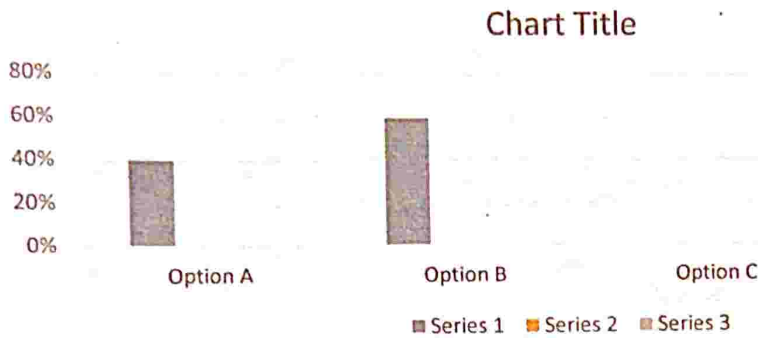 Chart Title
80%
60%
40%
20%
0%
Option A Option B Option C
Series 1 Series 2 Series 3